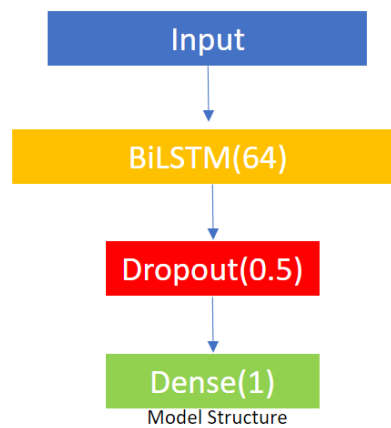 Input
BiLSTM(64)
Dropout(0.5)
Dense(1)
Model Structure